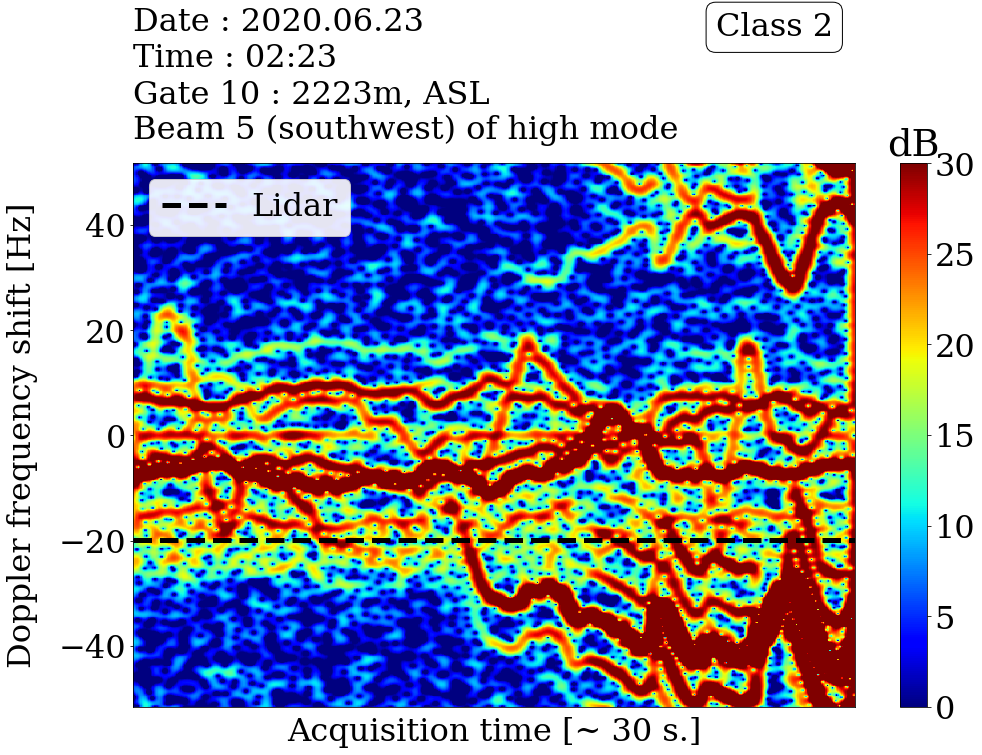 Date : 2020.06.23
Time : 02:23
Gate 10 : 2223m, ASL
Beam 5 (southwest) of high mode
Class 2
dB
Lidar
Doppler frequency shift [Hz]
40
20
0
−20
−40
30
25
20
15
10
5
0
Acquisition time [~ 30 s.]